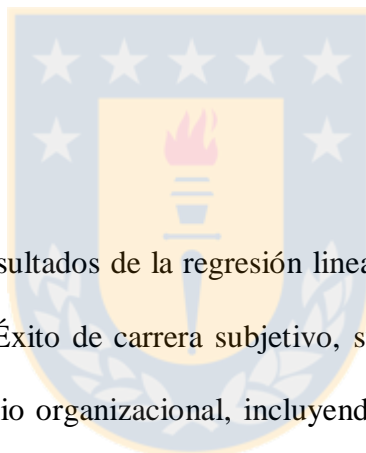 sultados de la regresión linea
Éxito de carrera subjetivo, s
io organizacional, incluyend